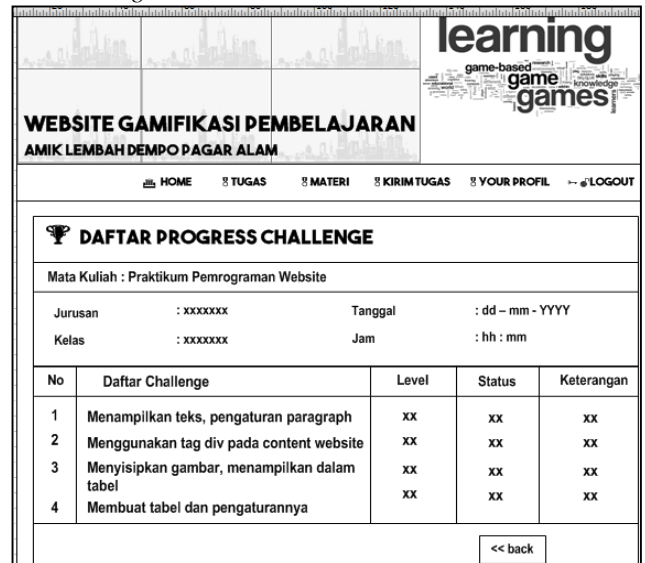 learning
game-based
game
knowledge
games
WEBSITE GAMIFIKASI PEMBELAJARAN
AMIK LEMBAH DEMPO PAGAR ALAM
HOME TUGAS MATERI KIRIM TUGAS YOUR PROFIL LOGOUT
DAFTAR PROGRESS CHALLENGE
Mata Kuliah : Praktikum Pemrograman Website
Jurusan : xxxxxxx Tanggal : dd – mm - YYYY
Kelas : xxxxxxx Jam : hh : mm
No Daftar Challenge Level Status Keterangan
1 Menampilkan teks, pengaturan paragraph xx xx xx
2 Menggunakan tag div pada content website xx xx xx
3 Menyisipkan gambar, menampilkan dalam xx xx xx
tabel
4 Membuat tabel dan pengaturannya xx xx xx
<< back